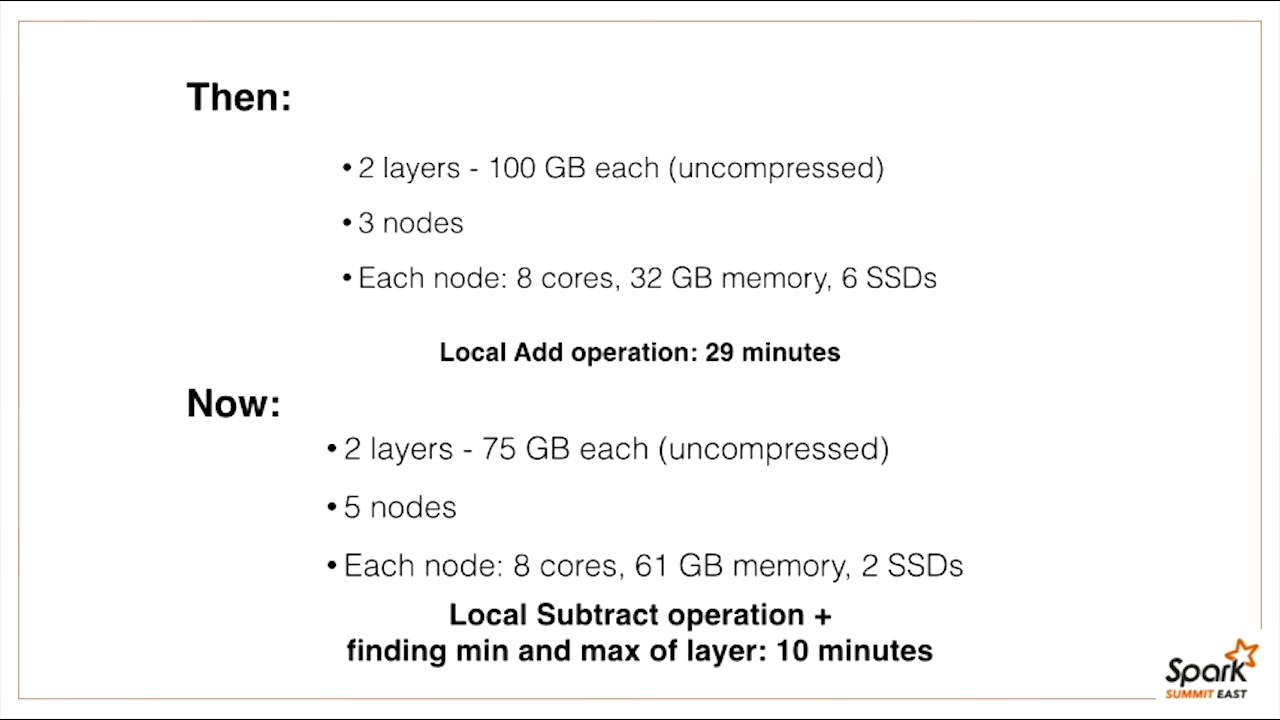 Then:
• 2 layers - 100 GB each (uncompressed)
• 3 nodes
• Each node: 8 cores, 32 GB memory, 6 SSDs
Local Add operation: 29 minutes
Now:
• 2 layers - 75 GB each (uncompressed)
• 5 nodes
• Each node: 8 cores, 61 GB memory, 2 SSDs
Local Subtract operation +
finding min and max of layer: 10 minutes
Spark
SUMMIT EAST